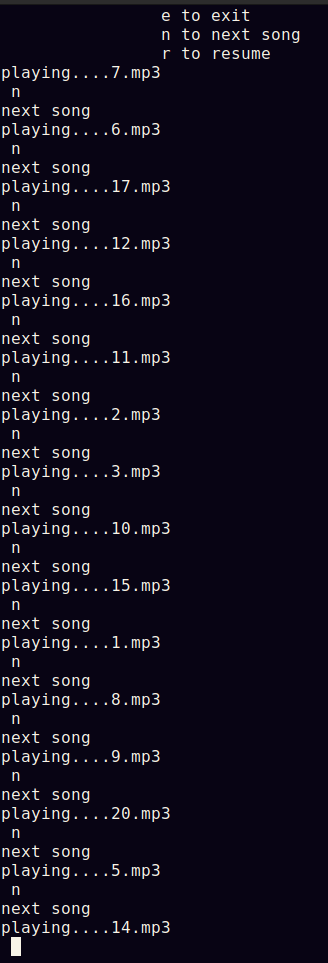 e to exit
n to next song
r to resume
playing....7.mp3
n
next song
playing....6.mp3
n
next song
playing....17.mp3
n
next song
playing....12.mp3
n
next song
playing....16.mp3
n
next song
playing....11.mp3
n
next song
playing....2.mp3
n
next song
playing....3.mp3
n
next song
playing....10.mp3
n
next song
playing....15.mp3
n
next song
playing....1.mp3
n
next song
playing....8.mp3
n
next song
playing....9.mp3
n
next song
playing....20.mp3
n
next song
playing....5.mp3
n
next song
playing....14.mp3